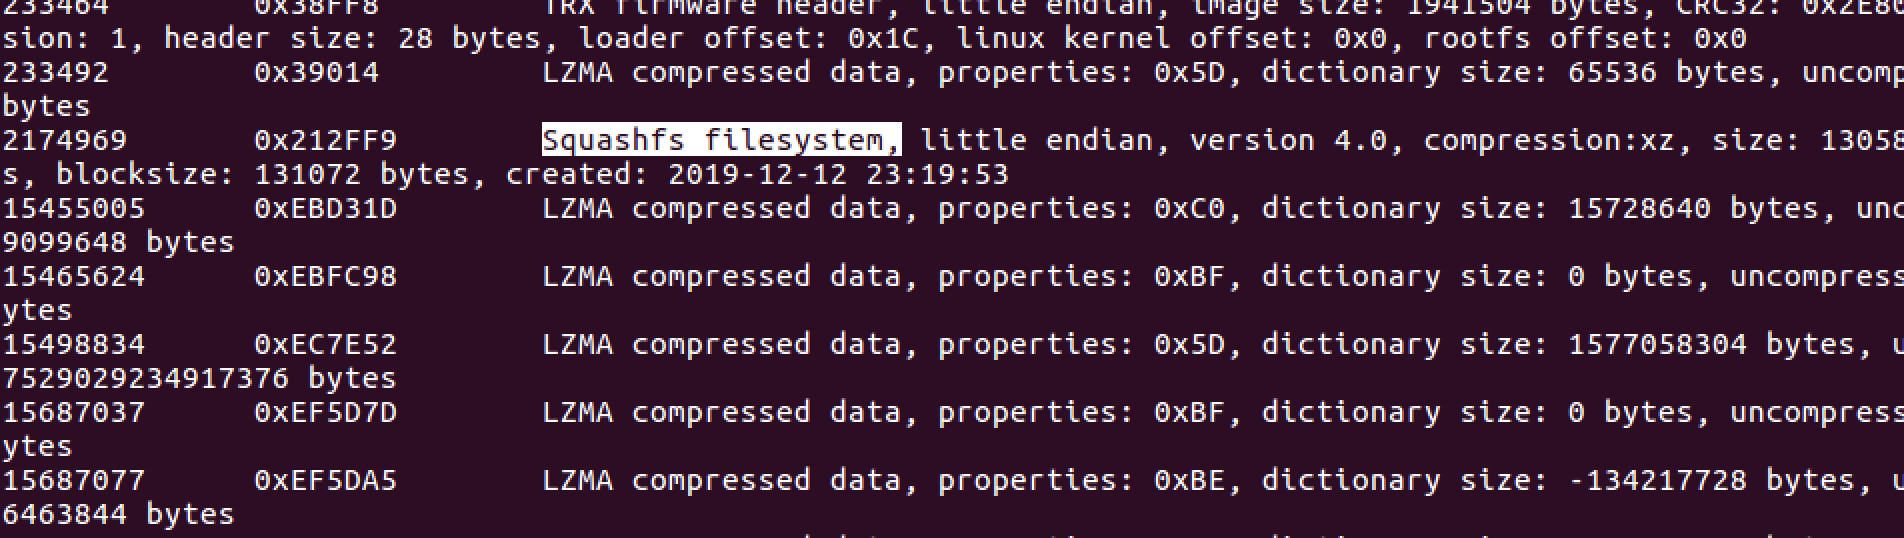 233464 0x38FF8 TRX firmware header, little endian, image size: 1941504 bytes, CRC32: 0x2E80
sion: 1, header size: 28 bytes, loader offset: 0x1C, linux kernel offset: 0x0, rootfs offset: 0x0
233492 0x39014 LZMA compressed data, properties: 0x5D, dictionary size: 65536 bytes, uncomp
bytes
2174969 0x212FF9 Squashfs filesystem, little endian, version 4.0, compression:xz, size: 13058
s, blocksize: 131072 bytes, created: 2019-12-12 23:19:53
15455005 0xEBD31D LZMA compressed data, properties: 0xC0, dictionary size: 15728640 bytes, unc
9099648 bytes
15465624 0xEBFC98 LZMA compressed data, properties: 0xBF, dictionary size: 0 bytes, uncompress
ytes
15498834 0xEC7E52 LZMA compressed data, properties: 0x5D, dictionary size: 1577058304 bytes, u
7529029234917376 bytes
15687037 0xEF5D7D LZMA compressed data, properties: 0xBF, dictionary size: 0 bytes, uncompress
ytes
15687077 0xEF5DA5 LZMA compressed data, properties: 0xBE, dictionary size: -134217728 bytes, u
6463844 bytes